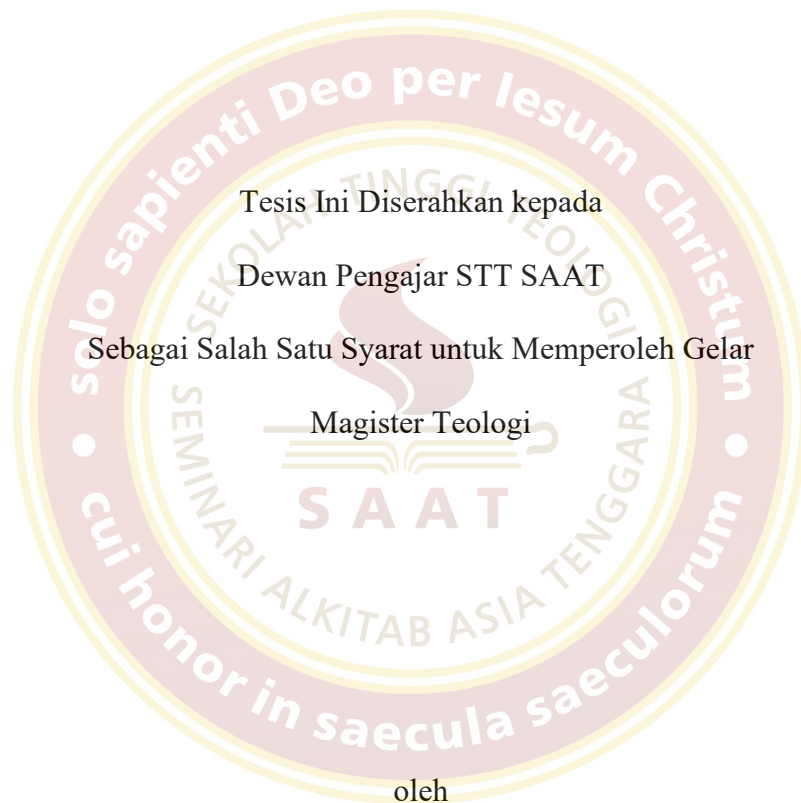 Tesis Ini Diserahkan kepada
Dewan Pengajar STT SAAT
Sebagai Salah Satu Syarat untuk Memperoleh Gelar
Magister Teologi
oleh
solo sapienti Deo per Iesum Christum
cui honor in saecula saeculorum
SEKOLAH TINGGI TEOLOGI
SEMINARI ALKITAB ASIA TENGGARA
SAAT